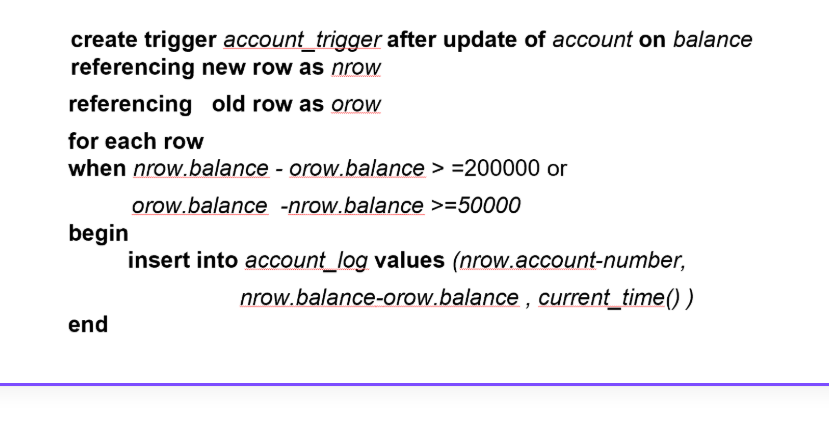 create trigger account_trigger after update of account on balance
referencing new row as nrow
referencing old row as orow
for each row
when nrow.balance - orow.balance > =200000 or
orow.balance -nrow.balance >=50000
begin
insert into account_log values (nrow.account-number,
nrow.balance-orow.balance , current_time() )
end